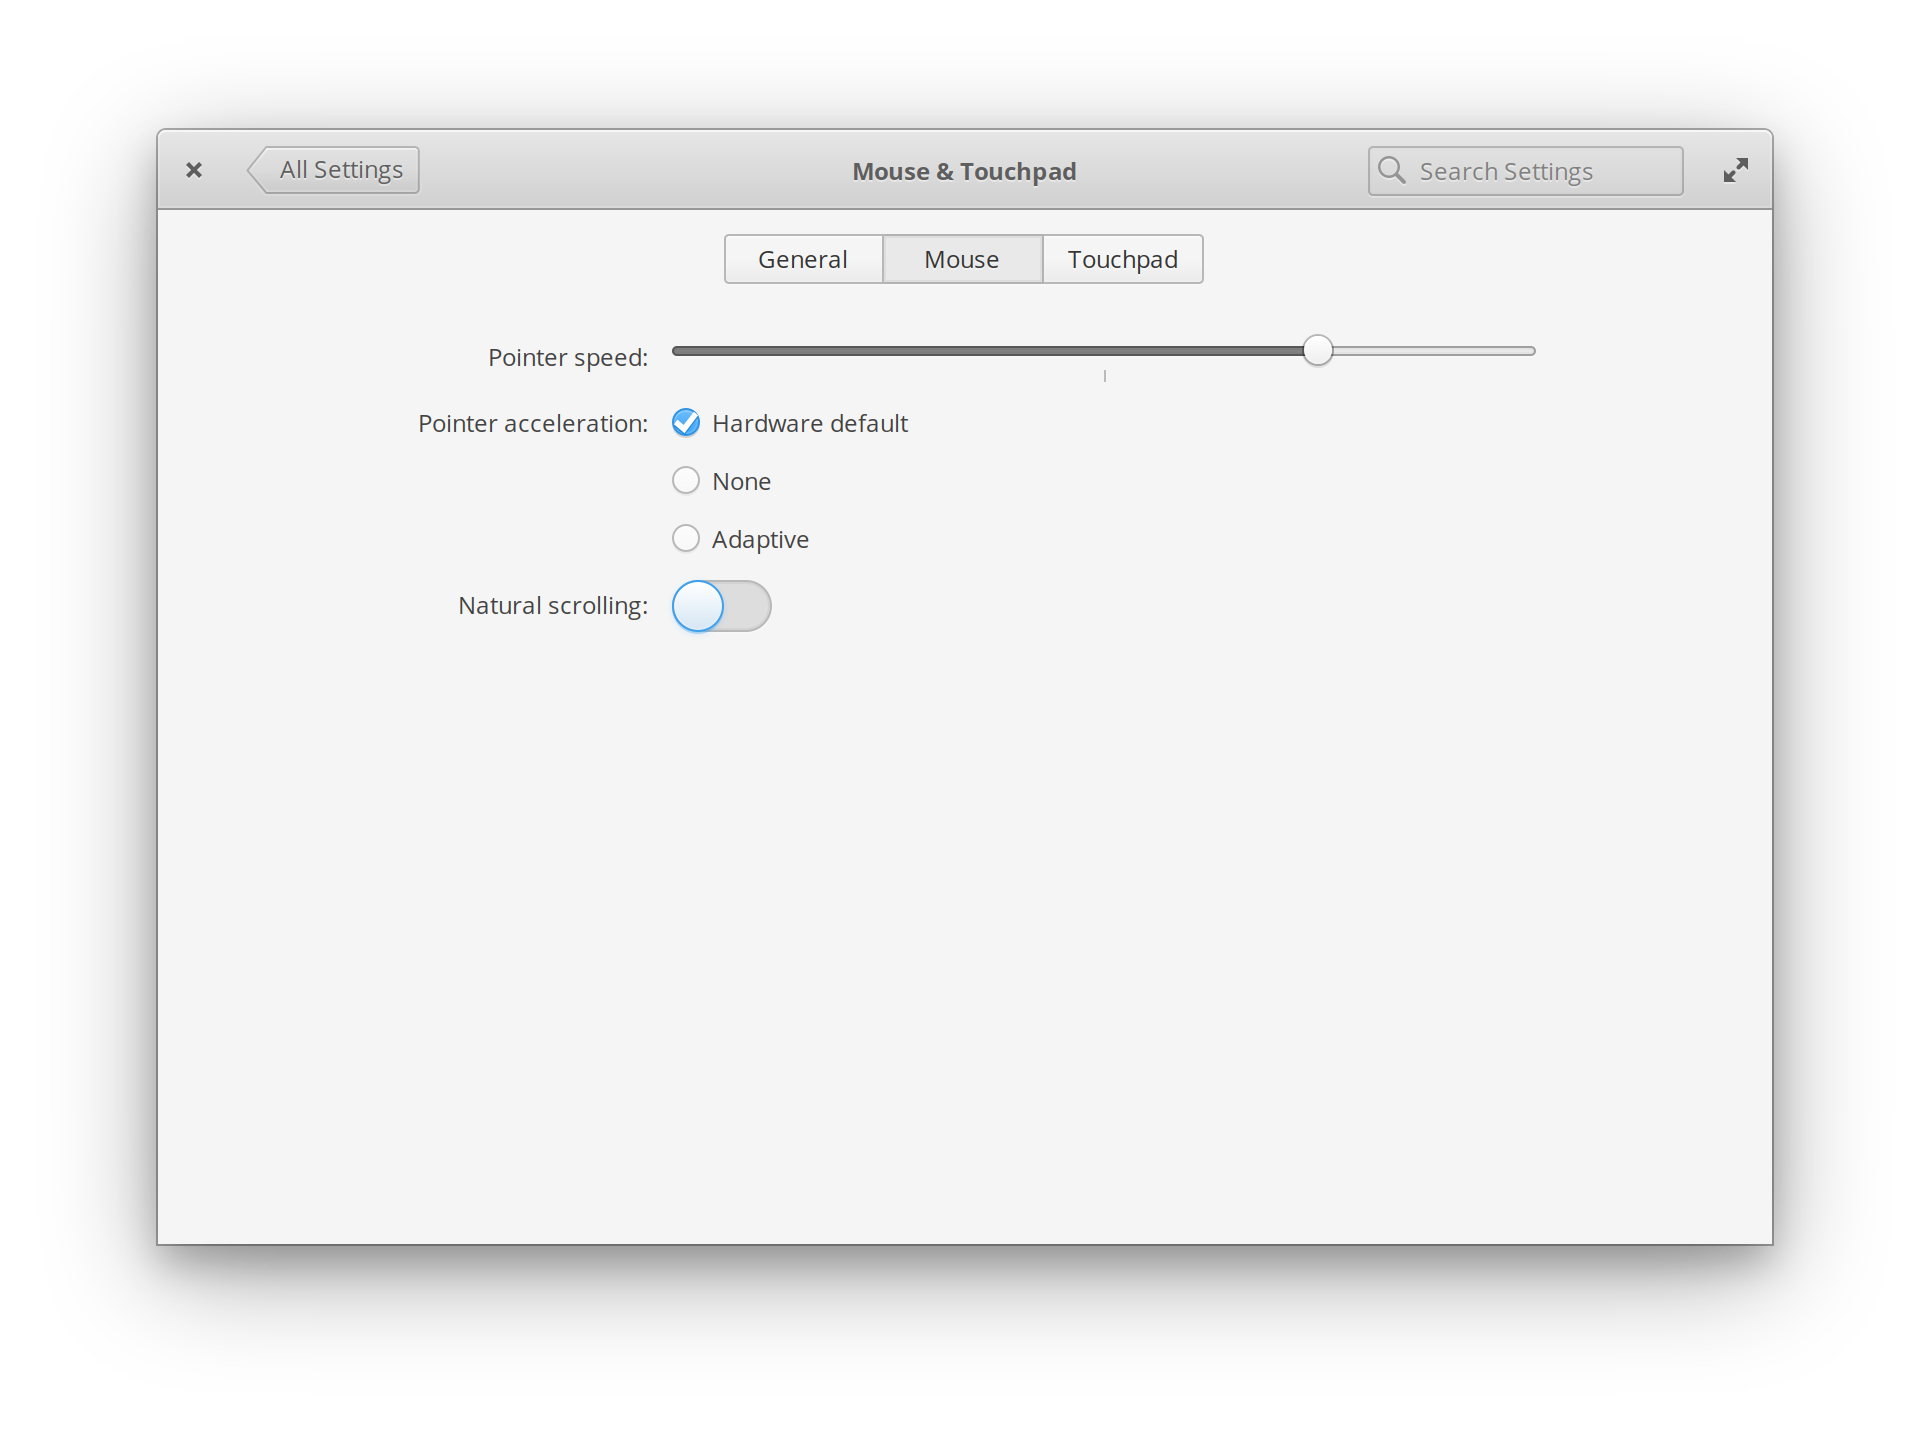 All Settings
Mouse & Touchpad
Search Settings
General
Mouse
Touchpad
Pointer speed:
Pointer acceleration:
Hardware default
None
Adaptive
Natural scrolling: